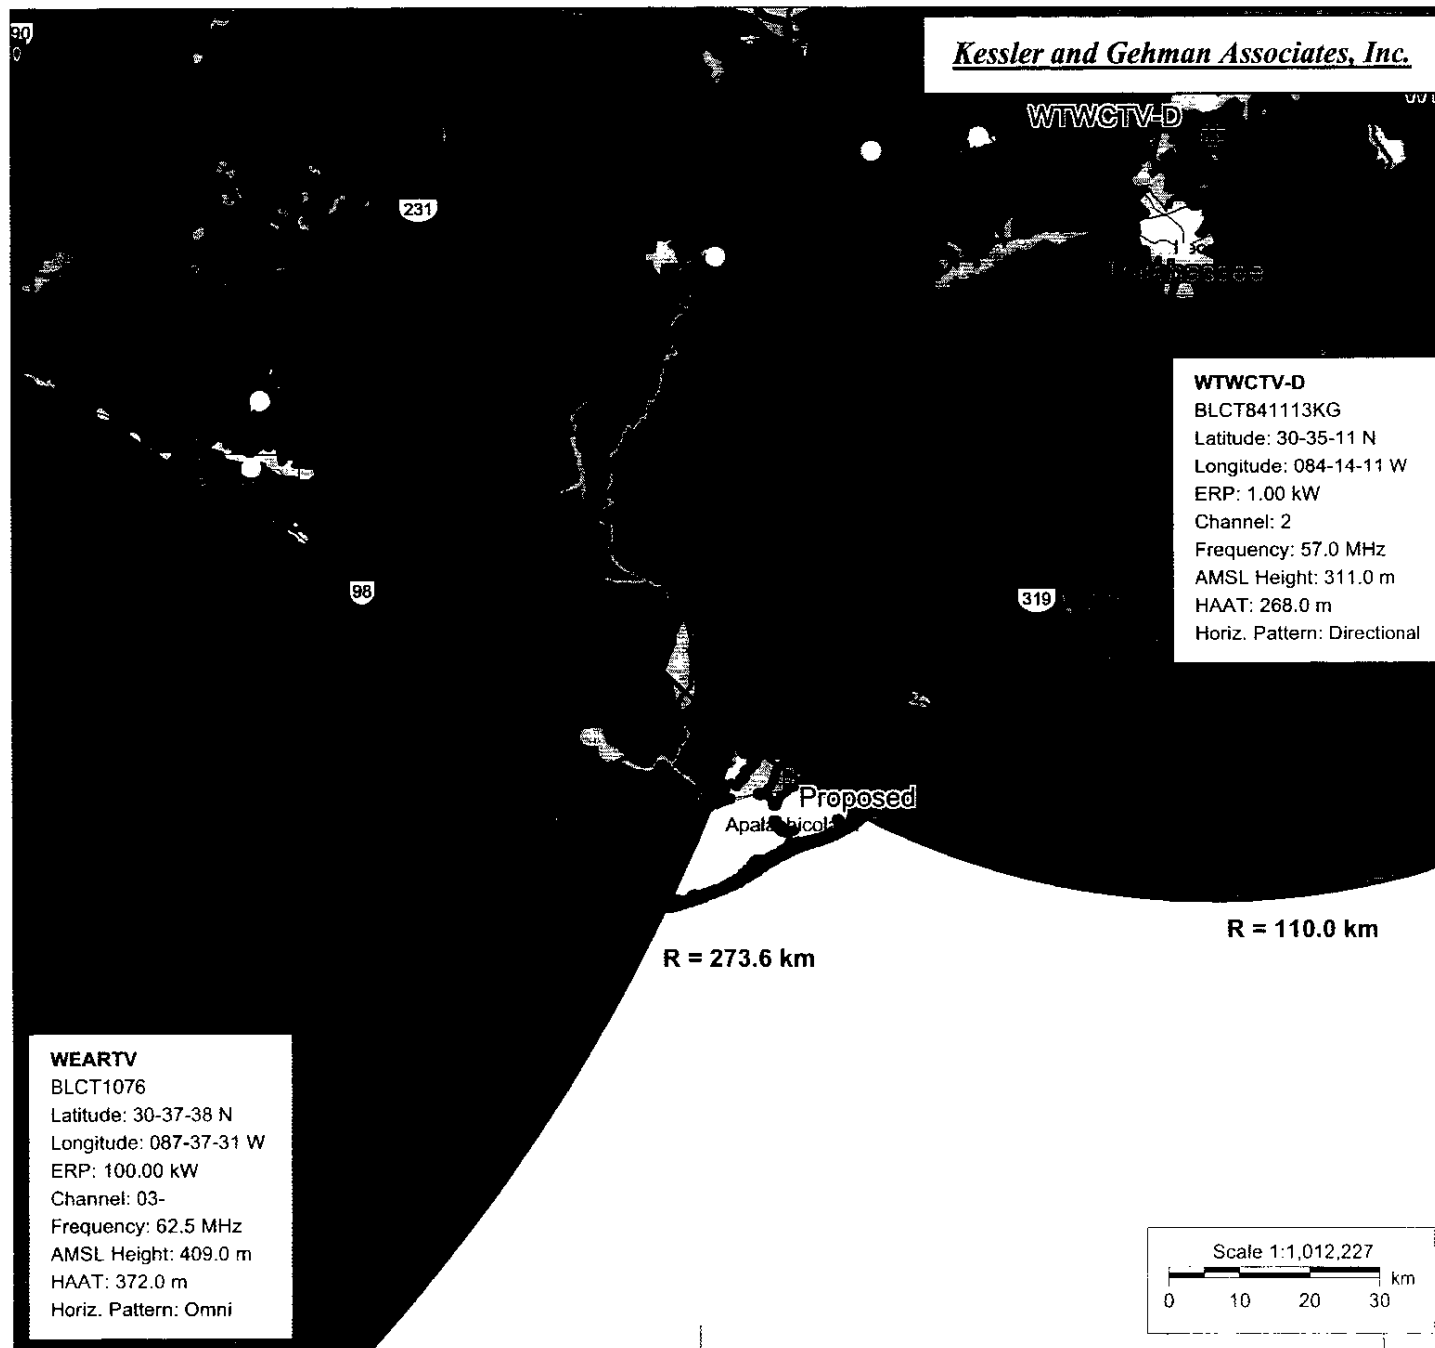 90
Kessler and Gehman Associates, Inc.
WTWCTV-D
231
WTWCTV-D
BLCT841113KG
Latitude: 30-35-11 N
Longitude: 084-14-11 W
ERP: 1.00 kW
Channel: 2
Frequency: 57.0 MHz
AMSL Height: 311.0 m
HAAT: 268.0 m
Horiz. Pattern: Directional
98
319
Proposed
R = 110.0 km
R = 273.6 km
WEARTV
BLCT1076
Latitude: 30-37-38 N
Longitude: 087-37-31 W
ERP: 100.00 kW
Channel: 03-
Frequency: 62.5 MHz
AMSL Height: 409.0 m
HAAT: 372.0 m
Horiz. Pattern: Omni
Scale 1:1,012,227
km
0 10 20 30